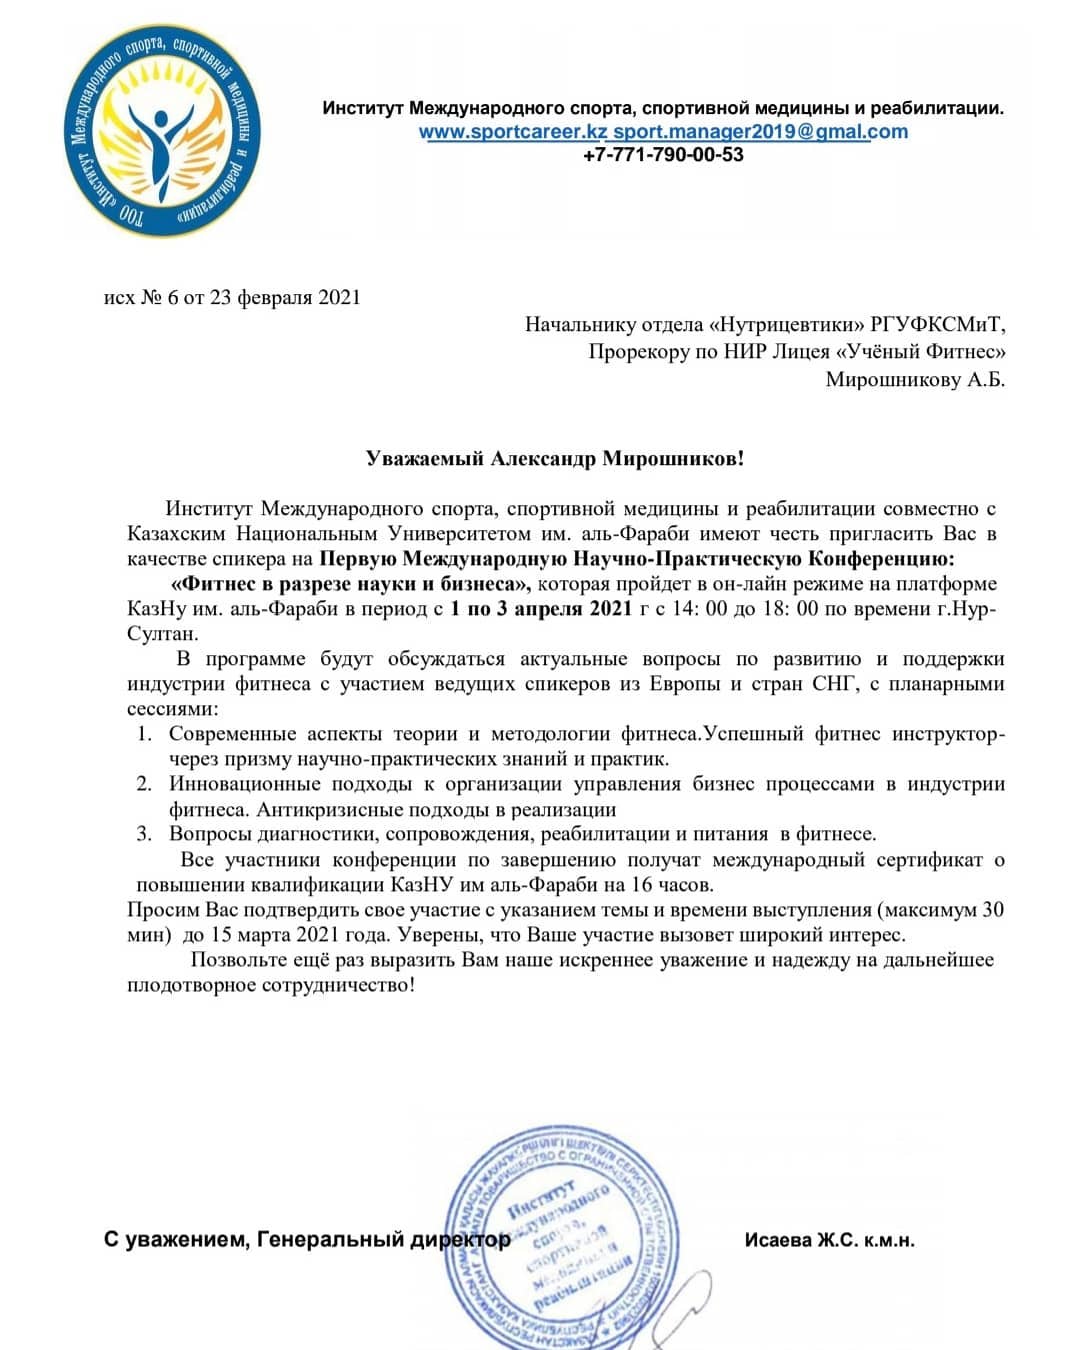 ТОО «Институт Международного спорта, спортивной медицины и реабилитации»
Институт Международного спорта, спортивной медицины и реабилитации.
www.sportcareer.kz sport.manager2019@gmal.com
+7-771-790-00-53
исх № 6 от 23 февраля 2021
Начальнику отдела «Нутрицевтики» РГУФКСМиТ,
Прорекору по НИР Лицея «Учёный Фитнес»
Мирошникову А.Б.
Уважаемый Александр Мирошников!
Институт Международного спорта, спортивной медицины и реабилитации совместно с
Казахским Национальным Университетом им. аль-Фараби имеют честь пригласить Вас в
качестве спикера на Первую Международную Научно-Практическую Конференцию:
«Фитнес в разрезе науки и бизнеса», которая пройдет в он-лайн режиме на платформе
КазНу им. аль-Фараби в период с 1 по 3 апреля 2021 г с 14: 00 до 18: 00 по времени г.Нур-
Султан.
В программе будут обсуждаться актуальные вопросы по развитию и поддержки
индустрии фитнеса с участием ведущих спикеров из Европы и стран СНГ, с планарными
сессиями:
1. Современные аспекты теории и методологии фитнеса.Успешный фитнес инструктор-
через призму научно-практических знаний и практик.
2. Инновационные подходы к организации управления бизнес процессами в индустрии
фитнеса. Антикризисные подходы в реализации
3. Вопросы диагностики, сопровождения, реабилитации и питания в фитнесе.
Все участники конференции по завершению получат международный сертификат о
повышении квалификации КазНУ им аль-Фараби на 16 часов.
Просим Вас подтвердить свое участие с указанием темы и времени выступления (максимум 30
мин) до 15 марта 2021 года. Уверены, что Ваше участие вызовет широкий интерес.
Позвольте ещё раз выразить Вам наше искреннее уважение и надежду на дальнейшее
плодотворное сотрудничество!
С уважением, Генеральный директор
Исаева Ж.С. к.м.н.
Институт
Международного
спорта,
спортивной
медицины и
реабилитации